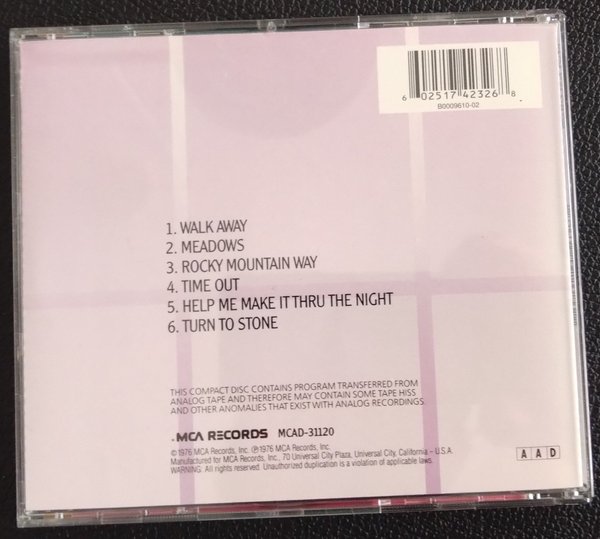 6 02517 42326 8
B0009610-02
1. WALK AWAY
2. MEADOWS
3. ROCKY MOUNTAIN WAY
4. TIME OUT
5. HELP ME MAKE IT THRU THE NIGHT
6. TURN TO STONE
THIS COMPACT DISC CONTAINS PROGRAM TRANSFERRED FROM
ANALOG TAPE AND THEREFORE MAY CONTAIN SOME TAPE HISS
AND OTHER ANOMALIES THAT EXIST WITH ANALOG RECORDINGS.
MCA RECORDS MCAD-31120
©1976 MCA Records, Inc. ℗1976 MCA Records, Inc.
Manufactured for MCA Records, Inc., 70 Universal City Plaza, Universal City, California - U.S.A.
WARNING: All rights reserved. Unauthorized duplication is a violation of applicable laws.
A A D